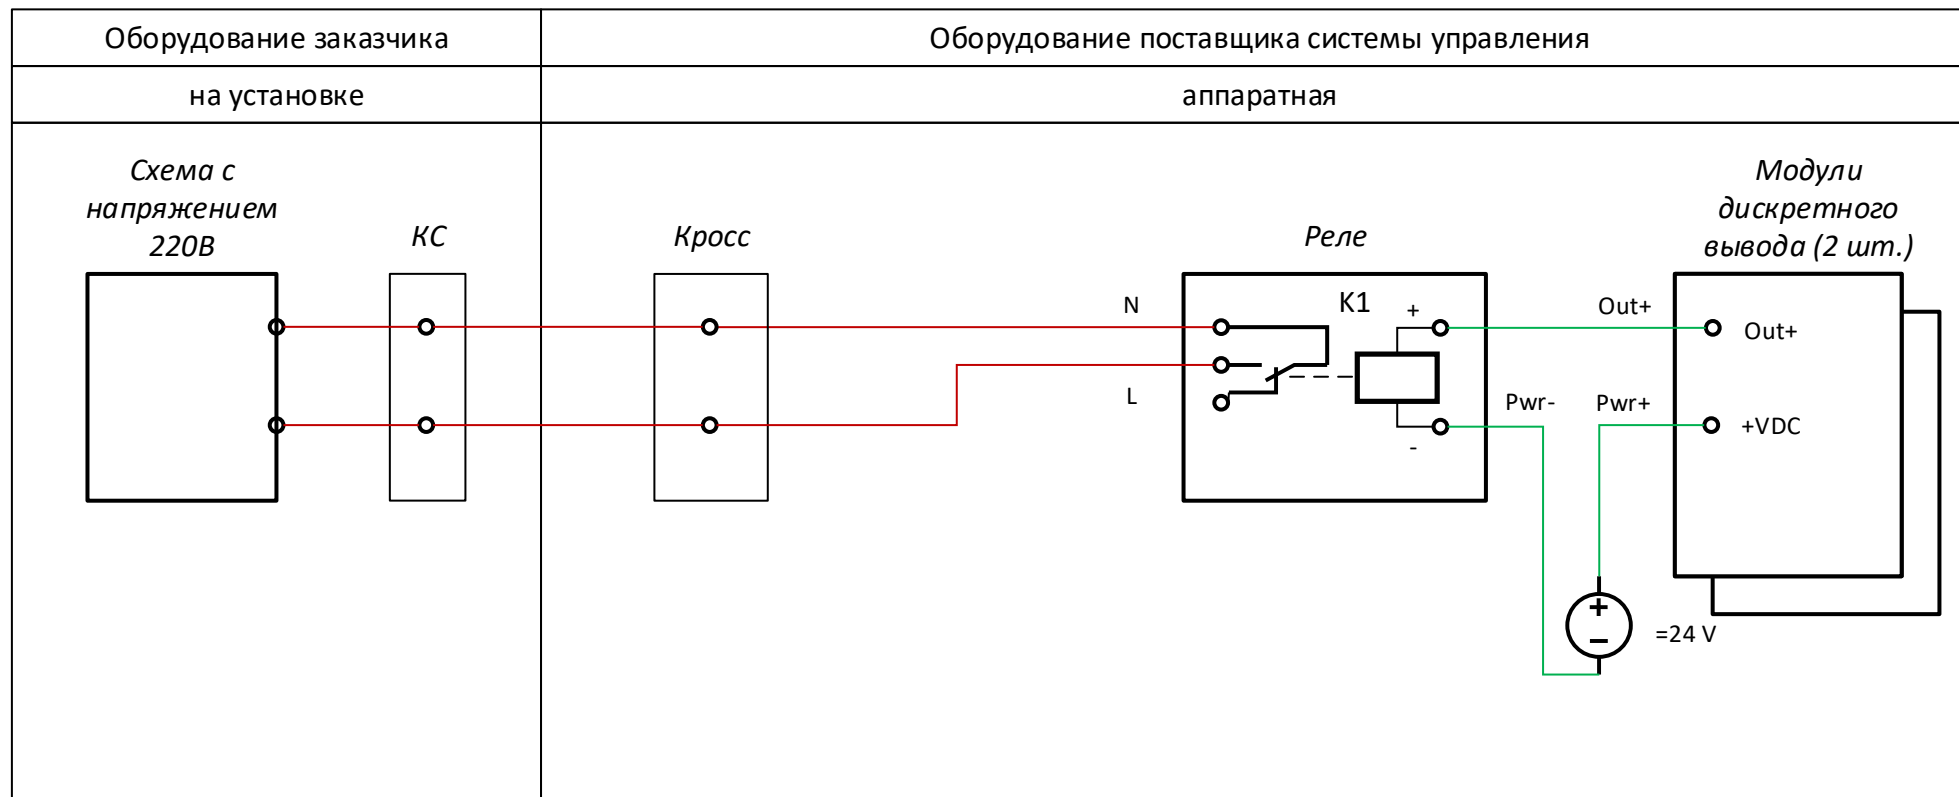 Оборудование заказчика
Оборудование поставщика системы управления
на установке
аппаратная
Схема с
напряжением
220В
КС
Кросс
Реле
Модули
дискретного
вывода (2 шт.)
N
K1
+
Out+
Out+
L
Pwr-
Pwr+
+VDC
-
=24 V